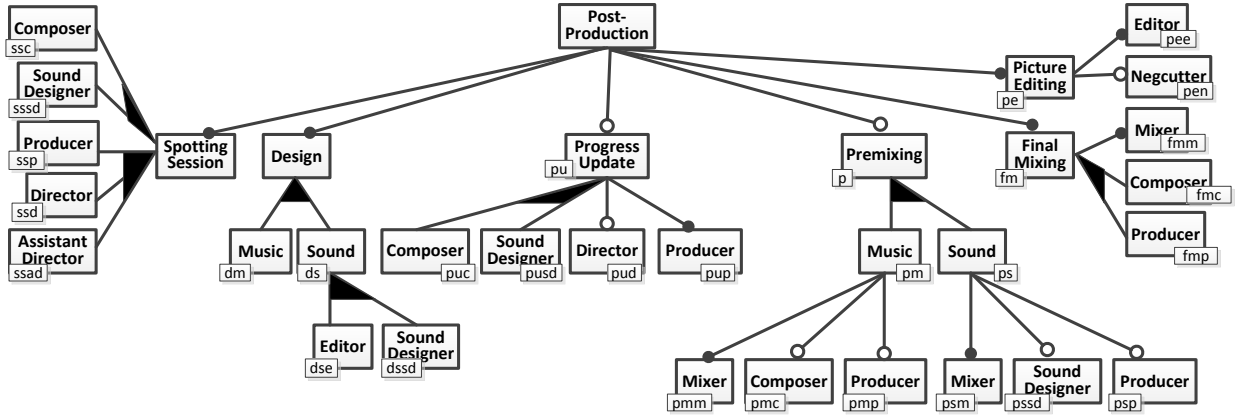 Post-
Production
Composer
ssc
Sound
Designer
sssd
Producer
ssp
Director
ssd
Assistant
Director
ssad
Spotting
Session
Design
Music
dm
Sound
ds
Editor
dse
Sound
Designer
dssd
Progress
Update
pu
Composer
puc
Sound
Designer
pusd
Director
pud
Producer
pup
Premixing
p
Music
pm
Sound
ps
Mixer
pmm
Composer
pmc
Producer
pmp
Mixer
psm
Sound
Designer
pssd
Producer
psp
Final
Mixing
fm
Mixer
fmm
Composer
fmc
Producer
fmp
Picture
Editing
pe
Editor
pee
Negcutter
pen